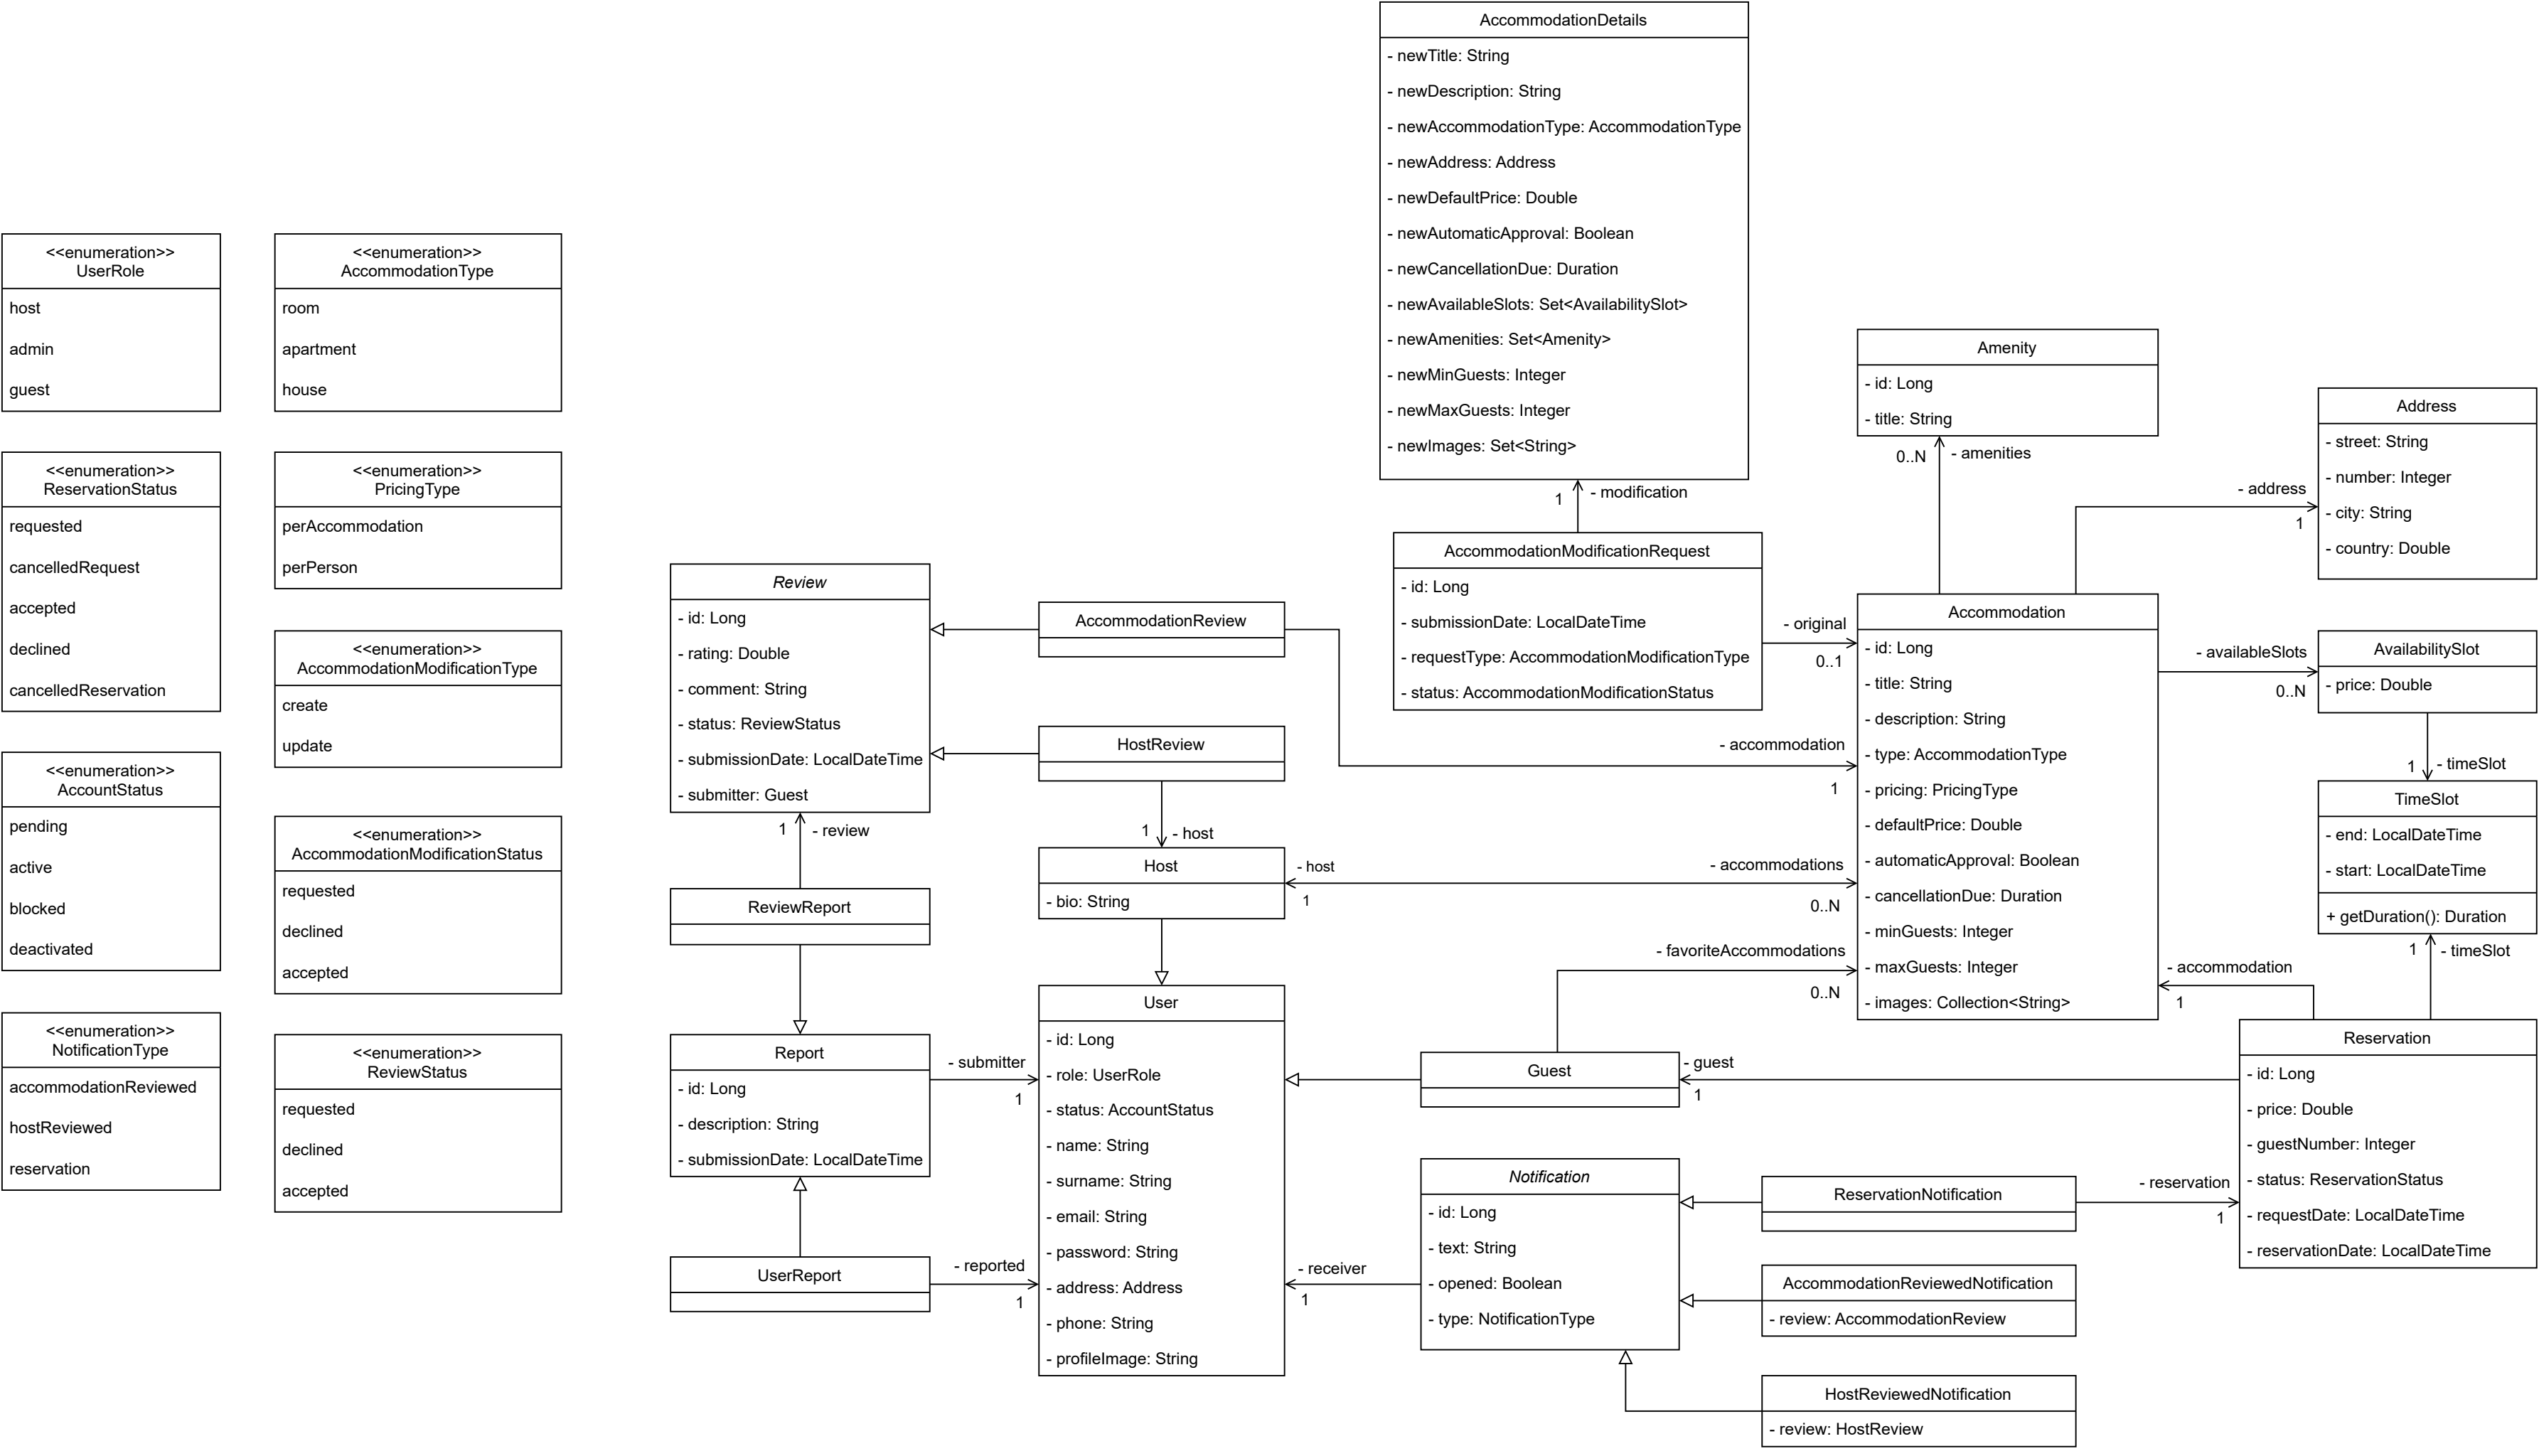 AccommodationDetails
- newTitle: String
- newDescription: String
- newAccommodationType: AccommodationType
- newAddress: Address
- newDefaultPrice: Double
- newAutomaticApproval: Boolean
- newCancellationDue: Duration
- newAvailableSlots: Set<AvailabilitySlot>
- newAmenities: Set<Amenity>
- newMinGuests: Integer
- newMaxGuests: Integer
- newImages: Set<String>
<<enumeration>>
UserRole
host
admin
guest
<<enumeration>>
AccommodationType
room
apartment
house
<<enumeration>>
ReservationStatus
requested
cancelledRequest
accepted
declined
cancelledReservation
<<enumeration>>
PricingType
perAccommodation
perPerson
<<enumeration>>
AccommodationModificationType
create
update
<<enumeration>>
AccountStatus
pending
active
blocked
deactivated
<<enumeration>>
AccommodationModificationStatus
requested
declined
accepted
<<enumeration>>
NotificationType
accommodationReviewed
hostReviewed
reservation
<<enumeration>>
ReviewStatus
requested
declined
accepted
Review
- id: Long
- rating: Double
- comment: String
- status: ReviewStatus
- submissionDate: LocalDateTime
- submitter: Guest
1
- review
ReviewReport
Report
- id: Long
- description: String
- submissionDate: LocalDateTime
- submitter
1
UserReport
- reported
1
AccommodationReview
HostReview
1
- host
Host
- bio: String
- host
1
User
- id: Long
- role: UserRole
- status: AccountStatus
- name: String
- surname: String
- email: String
- password: String
- address: Address
- phone: String
- profileImage: String
1
- modification
AccommodationModificationRequest
- id: Long
- submissionDate: LocalDateTime
- requestType: AccommodationModificationType
- status: AccommodationModificationStatus
- original
0..1
- accommodation
1
- accommodations
0..N
- favoriteAccommodations
0..N
Guest
- guest
1
Notification
- id: Long
- text: String
- opened: Boolean
- type: NotificationType
- receiver
1
ReservationNotification
- reservation
1
AccommodationReviewedNotification
- review: AccommodationReview
HostReviewedNotification
- review: HostReview
Amenity
- id: Long
- title: String
0..N
- amenities
Accommodation
- id: Long
- title: String
- description: String
- type: AccommodationType
- pricing: PricingType
- defaultPrice: Double
- automaticApproval: Boolean
- cancellationDue: Duration
- minGuests: Integer
- maxGuests: Integer
- images: Collection<String>
Address
- street: String
- number: Integer
- city: String
- country: Double
- address
1
- availableSlots
0..N
AvailabilitySlot
- price: Double
1
- timeSlot
TimeSlot
- end: LocalDateTime
- start: LocalDateTime
+ getDuration(): Duration
1
- timeSlot
- accommodation
1
Reservation
- id: Long
- price: Double
- guestNumber: Integer
- status: ReservationStatus
- requestDate: LocalDateTime
- reservationDate: LocalDateTime